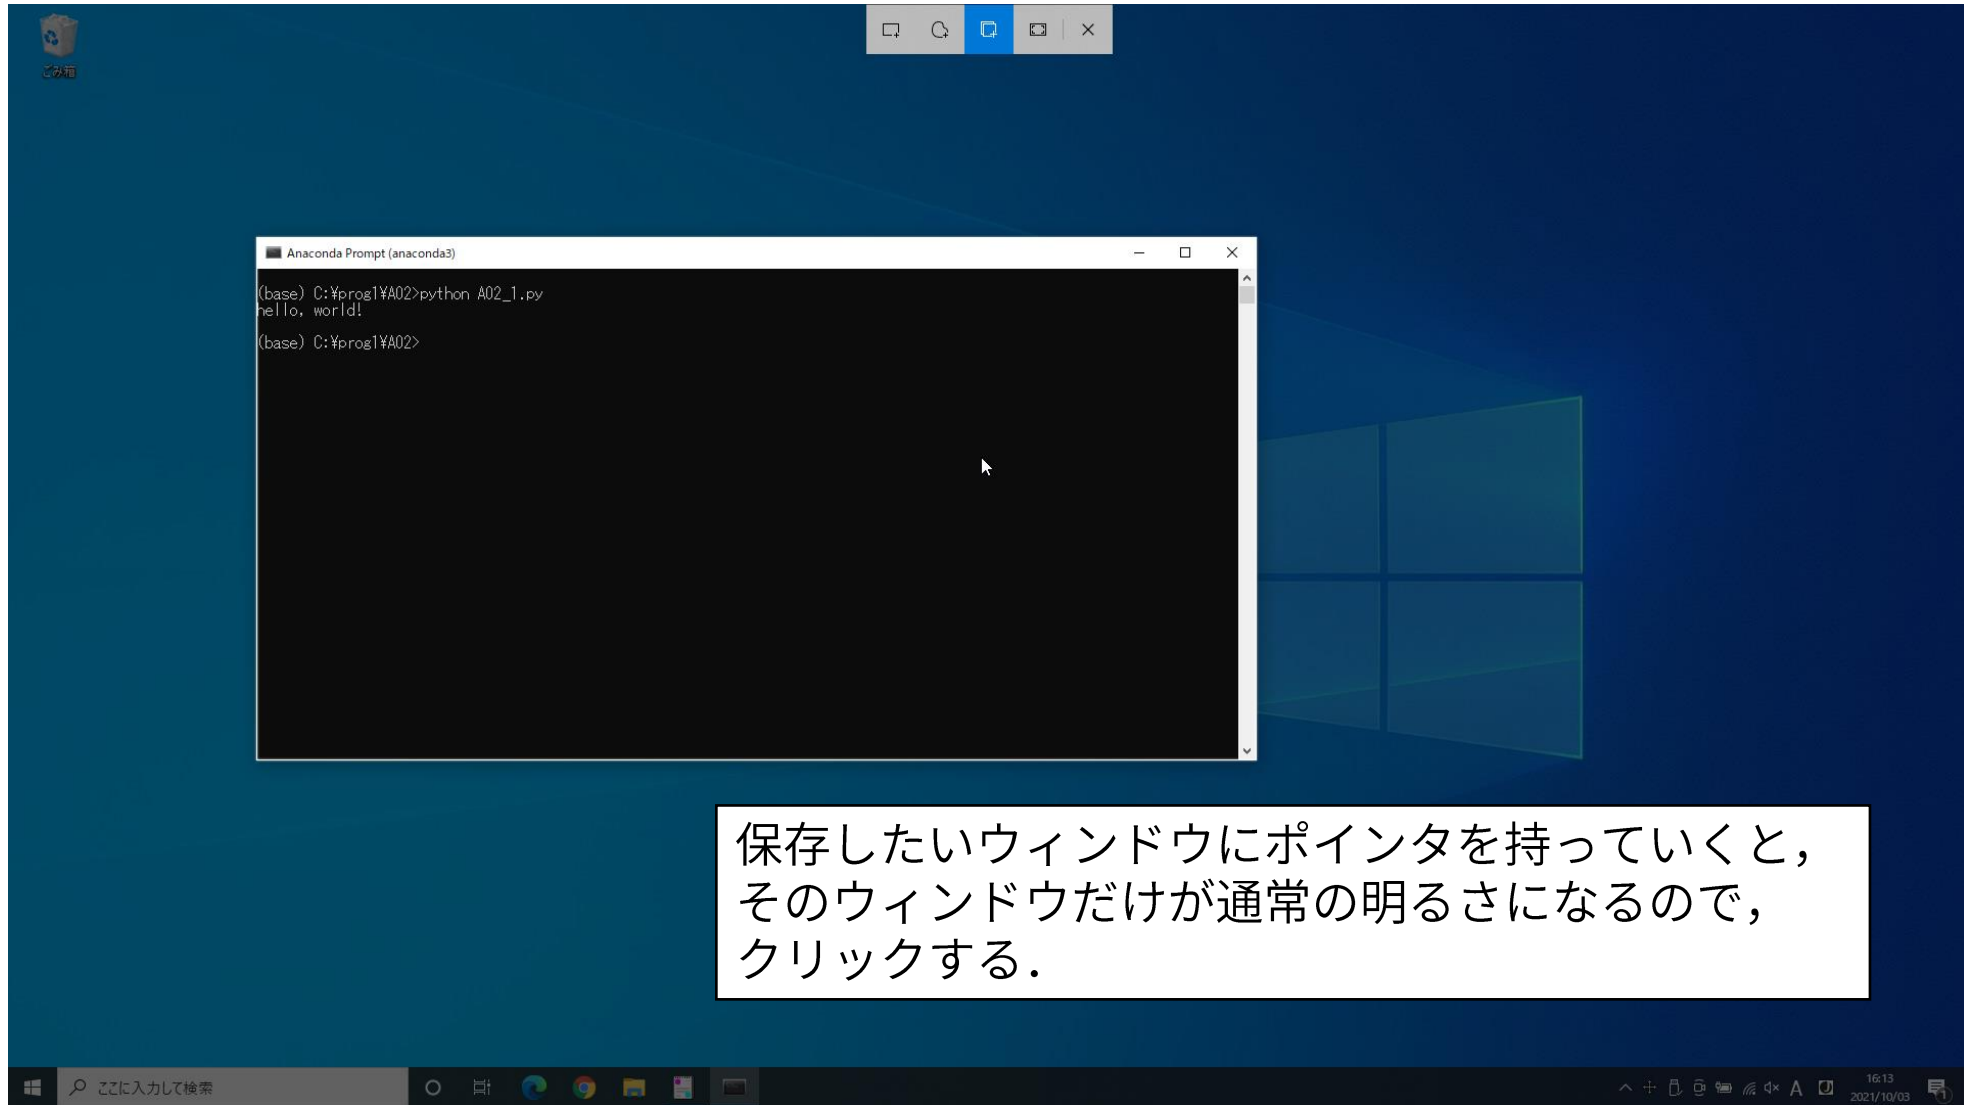 ごみ箱
Anaconda Prompt (anaconda3)
(base) C:¥prog1¥A02>python A02_1.py
hello, world!
(base) C:¥prog1¥A02>
保存したいウィンドウにポインタを持っていくと，
そのウィンドウだけが通常の明るさになるので，
クリックする．
ここに入力して検索
A
16:13
2021/10/03
1